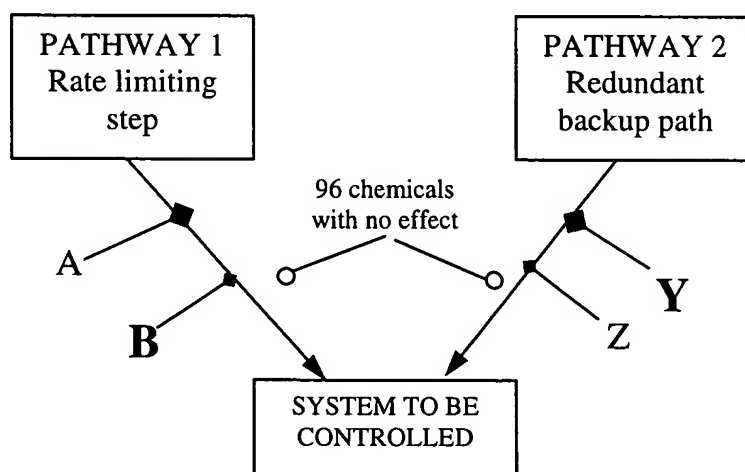 PATHWAY 1
Rate limiting
step
PATHWAY 2
Redundant
backup path
96 chemicals
with no effect
A
B
Y
Z
SYSTEM TO BE
CONTROLLED